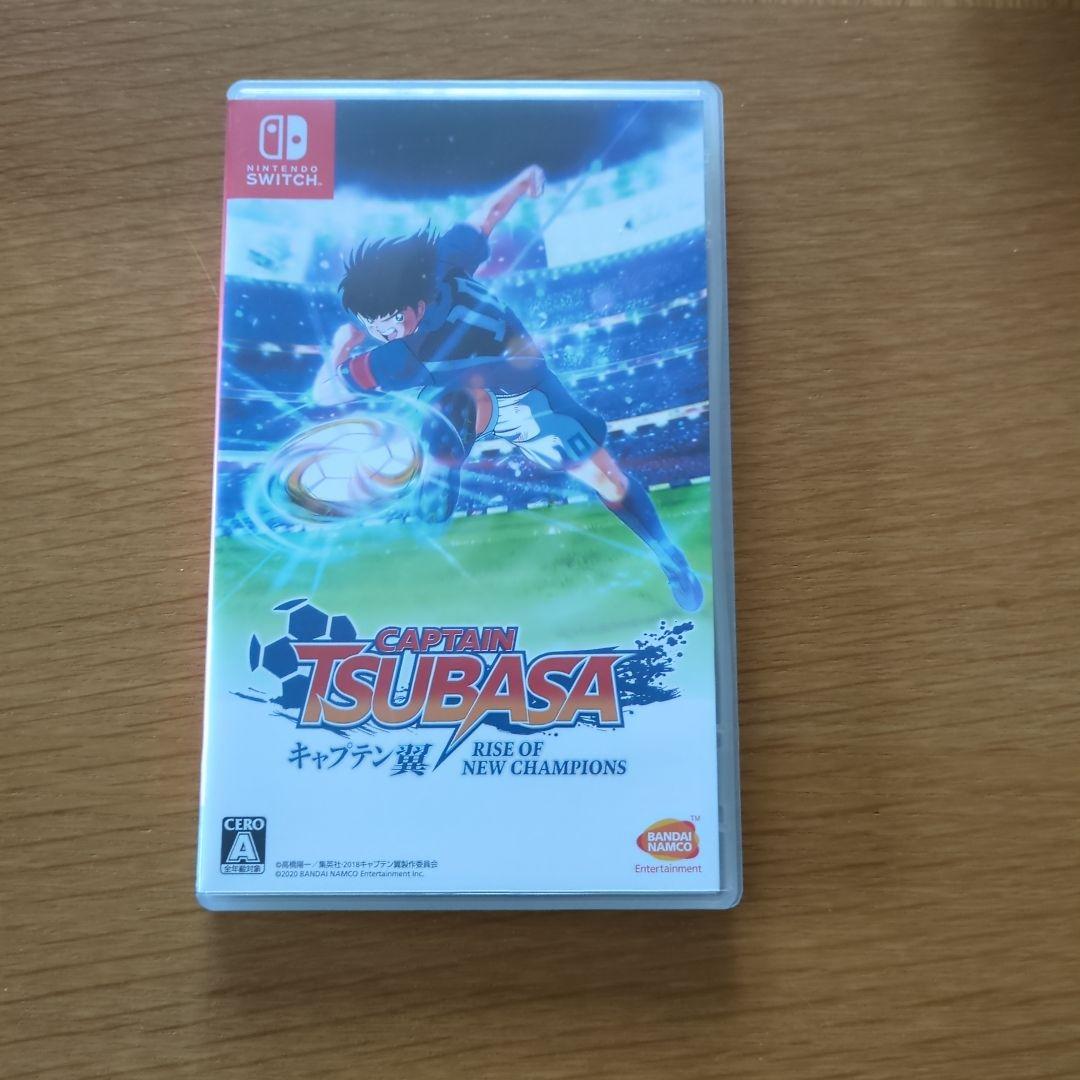 NINTENDO
SWITCH™
CAPTAIN
TSUBASA
キャプテン翼
RISE OF
NEW CHAMPIONS
CERO
A
全年齢対象
©高橋陽一／集英社・2018キャプテン翼製作委員会
©2020 BANDAI NAMCO Entertainment Inc.
BANDAI
NAMCO
™
Entertainment